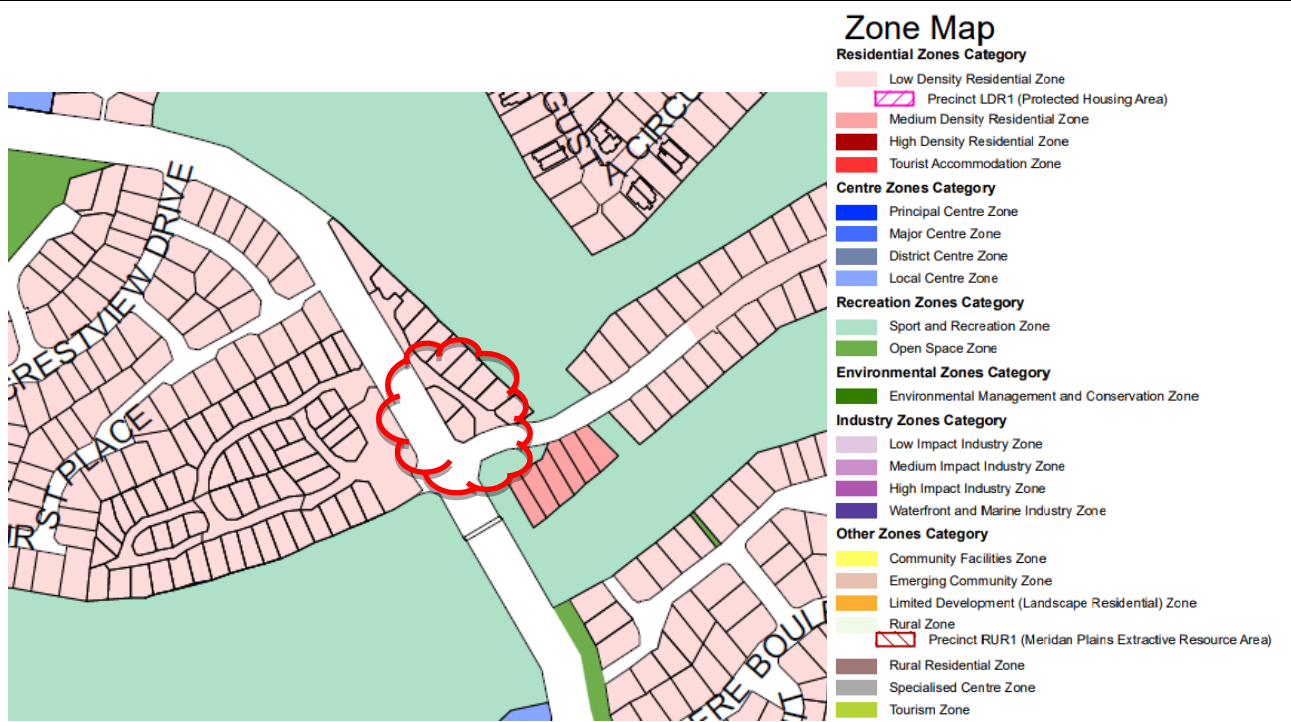 Zone Map
Residential Zones Category
Low Density Residential Zone
Precinct LDR1 (Protected Housing Area)
Medium Density Residential Zone
High Density Residential Zone
Tourist Accommodation Zone
Centre Zones Category
Principal Centre Zone
Major Centre Zone
District Centre Zone
Local Centre Zone
Recreation Zones Category
Sport and Recreation Zone
Open Space Zone
Environmental Zones Category
Environmental Management and Conservation Zone
Industry Zones Category
Low Impact Industry Zone
Medium Impact Industry Zone
High Impact Industry Zone
Waterfront and Marine Industry Zone
Other Zones Category
Community Facilities Zone
Emerging Community Zone
Limited Development (Landscape Residential) Zone
Rural Zone
Precinct RUR1 (Meridan Plains Extractive Resource Area)
Rural Residential Zone
Specialised Centre Zone
Tourism Zone
GUSTA CIRCU
CRESTVIEW DRIVE
ST PLACE
ERE BOULE